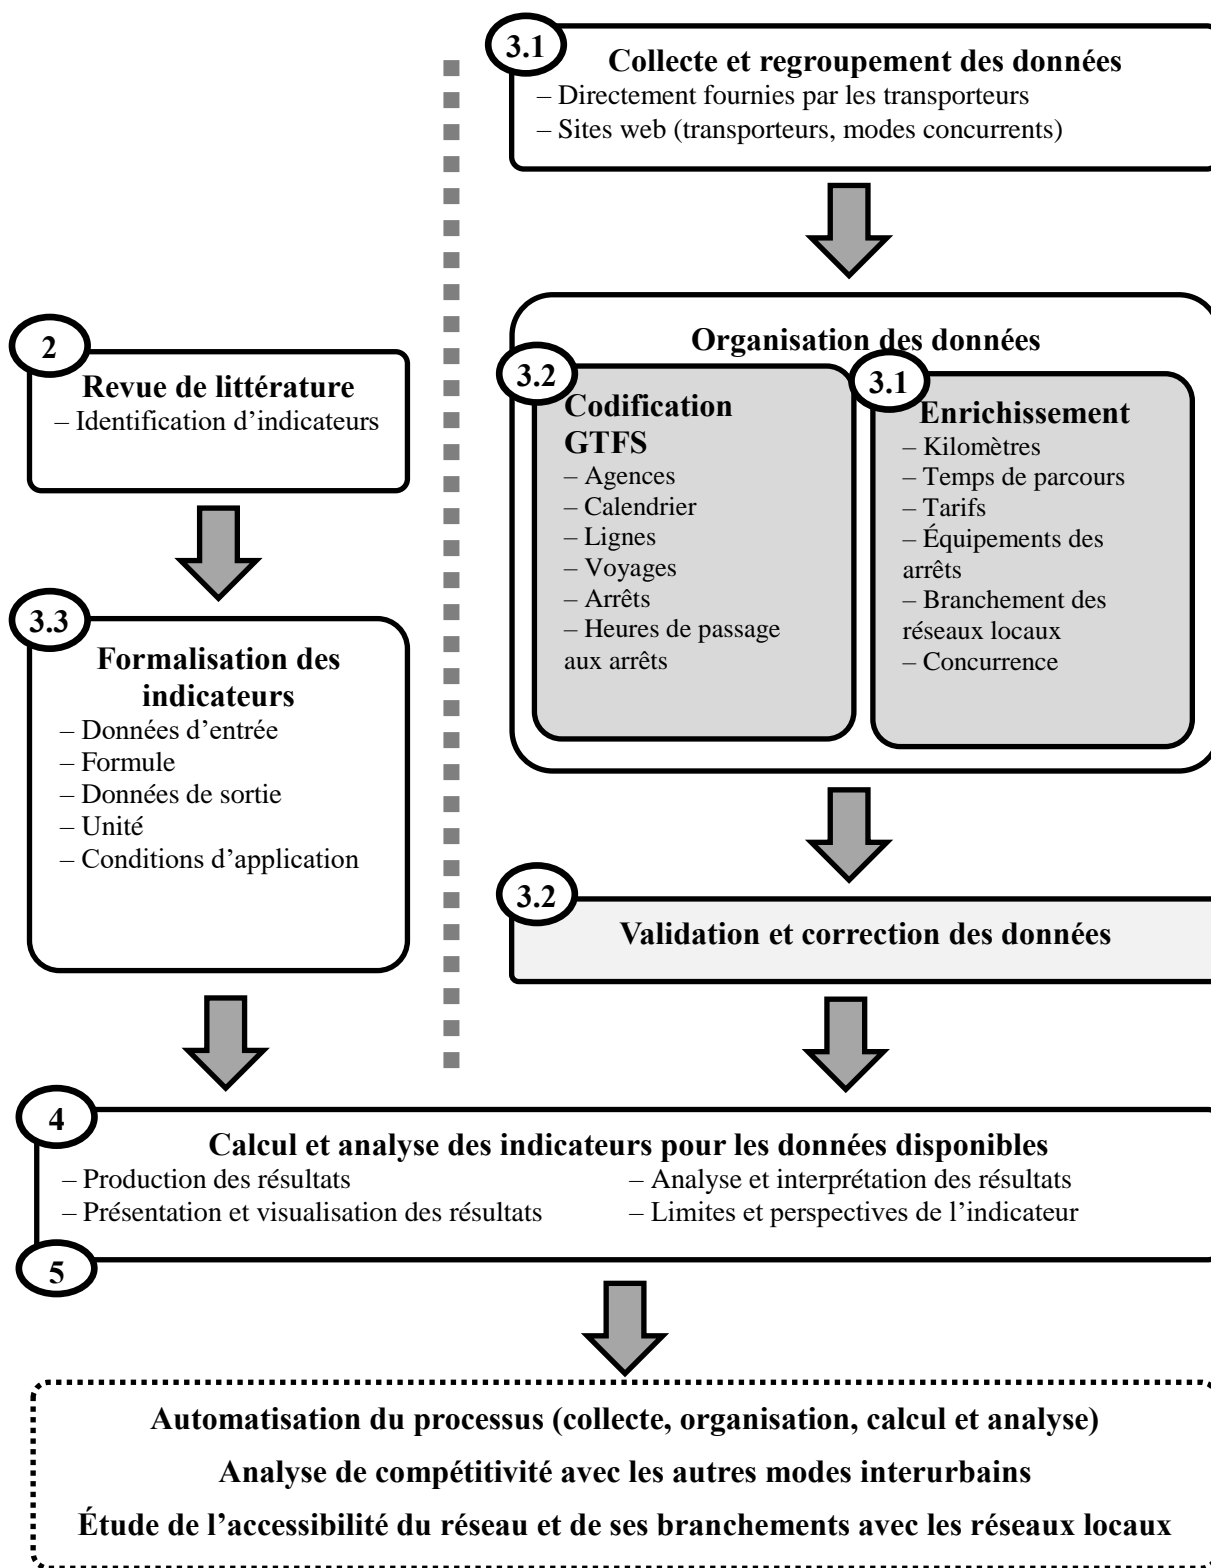 3.1
Collecte et regroupement des données
– Directement fournies par les transporteurs
– Sites web (transporteurs, modes concurrents)
2
Revue de littérature
– Identification d’indicateurs
3.3
Formalisation des
indicateurs
– Données d’entrée
– Formule
– Données de sortie
– Unité
– Conditions d’application
Organisation des données
3.2
Codification
GTFS
– Agences
– Calendrier
– Lignes
– Voyages
– Arrêts
– Heures de passage
aux arrêts
3.1
Enrichissement
– Kilomètres
– Temps de parcours
– Tarifs
– Équipements des
arrêts
– Branchement des
réseaux locaux
– Concurrence
3.2
Validation et correction des données
4
Calcul et analyse des indicateurs pour les données disponibles
– Production des résultats
– Présentation et visualisation des résultats
– Analyse et interprétation des résultats
– Limites et perspectives de l’indicateur
5
Automatisation du processus (collecte, organisation, calcul et analyse)
Analyse de compétitivité avec les autres modes interurbains
Étude de l’accessibilité du réseau et de ses branchements avec les réseaux locaux